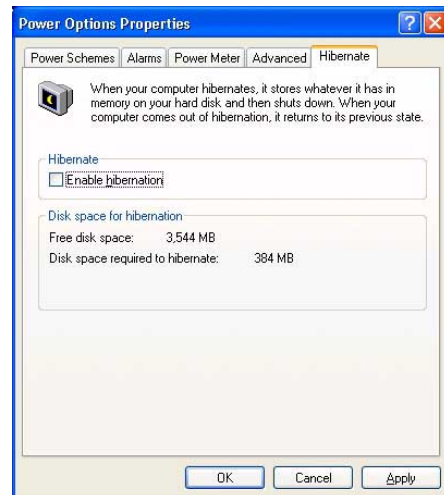 Power Options Properties
?
X
Power Schemes Alarms Power Meter Advanced Hibernate
When your computer hibernates, it stores whatever it has in
memory on your hard disk and then shuts down. When your
computer comes out of hibernation, it returns to its previous state.
Hibernate
Enable hibernation
Disk space for hibernation
Free disk space: 3,544 MB
Disk space required to hibernate: 384 MB
OK Cancel Apply